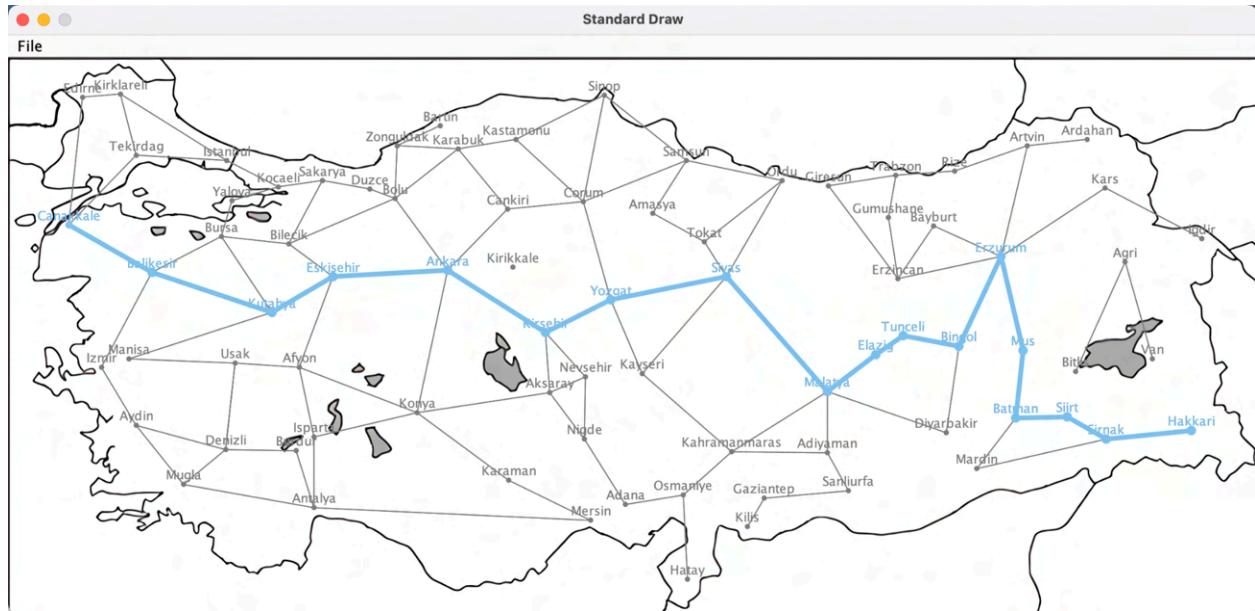 Standard Draw
File
Edirne
Kirklareli
Sinop
Bartin
Zonguldak
Karabuk
Kastamonu
Artvin
Ardahan
Tekirdag
Istanbul
Samsun
Kocaeli
Sakarya
Duzce
Bolu
Corum
Ordu
Giresun
Trabzon
Rize
Kars
Yalova
Cankiri
Amasya
Gumushane
Bayburt
Canakkale
Bursa
Bilecik
Tokat
Igdir
Balikesir
Eskisehir
Ankara
Kirikkale
Sivas
Erzincan
Erzurum
Agri
Kutahya
Kirsehir
Yozgat
Tunceli
Elazig
Bingol
Mus
Van
Izmir
Manisa
Usak
Afyon
Nevsehir
Kayseri
Aksaray
Malatya
Konya
Batman
Siirt
Aydin
Isparta
Nigde
Diyarbakir
Sirnak
Hakkari
Denizli
Kahramanmaras
Adiyaman
Mardin
Mugla
Karaman
Antalya
Adana
Osmaniye
Gaziantep
Sanliurfa
Mersin
Kilis
Hatay